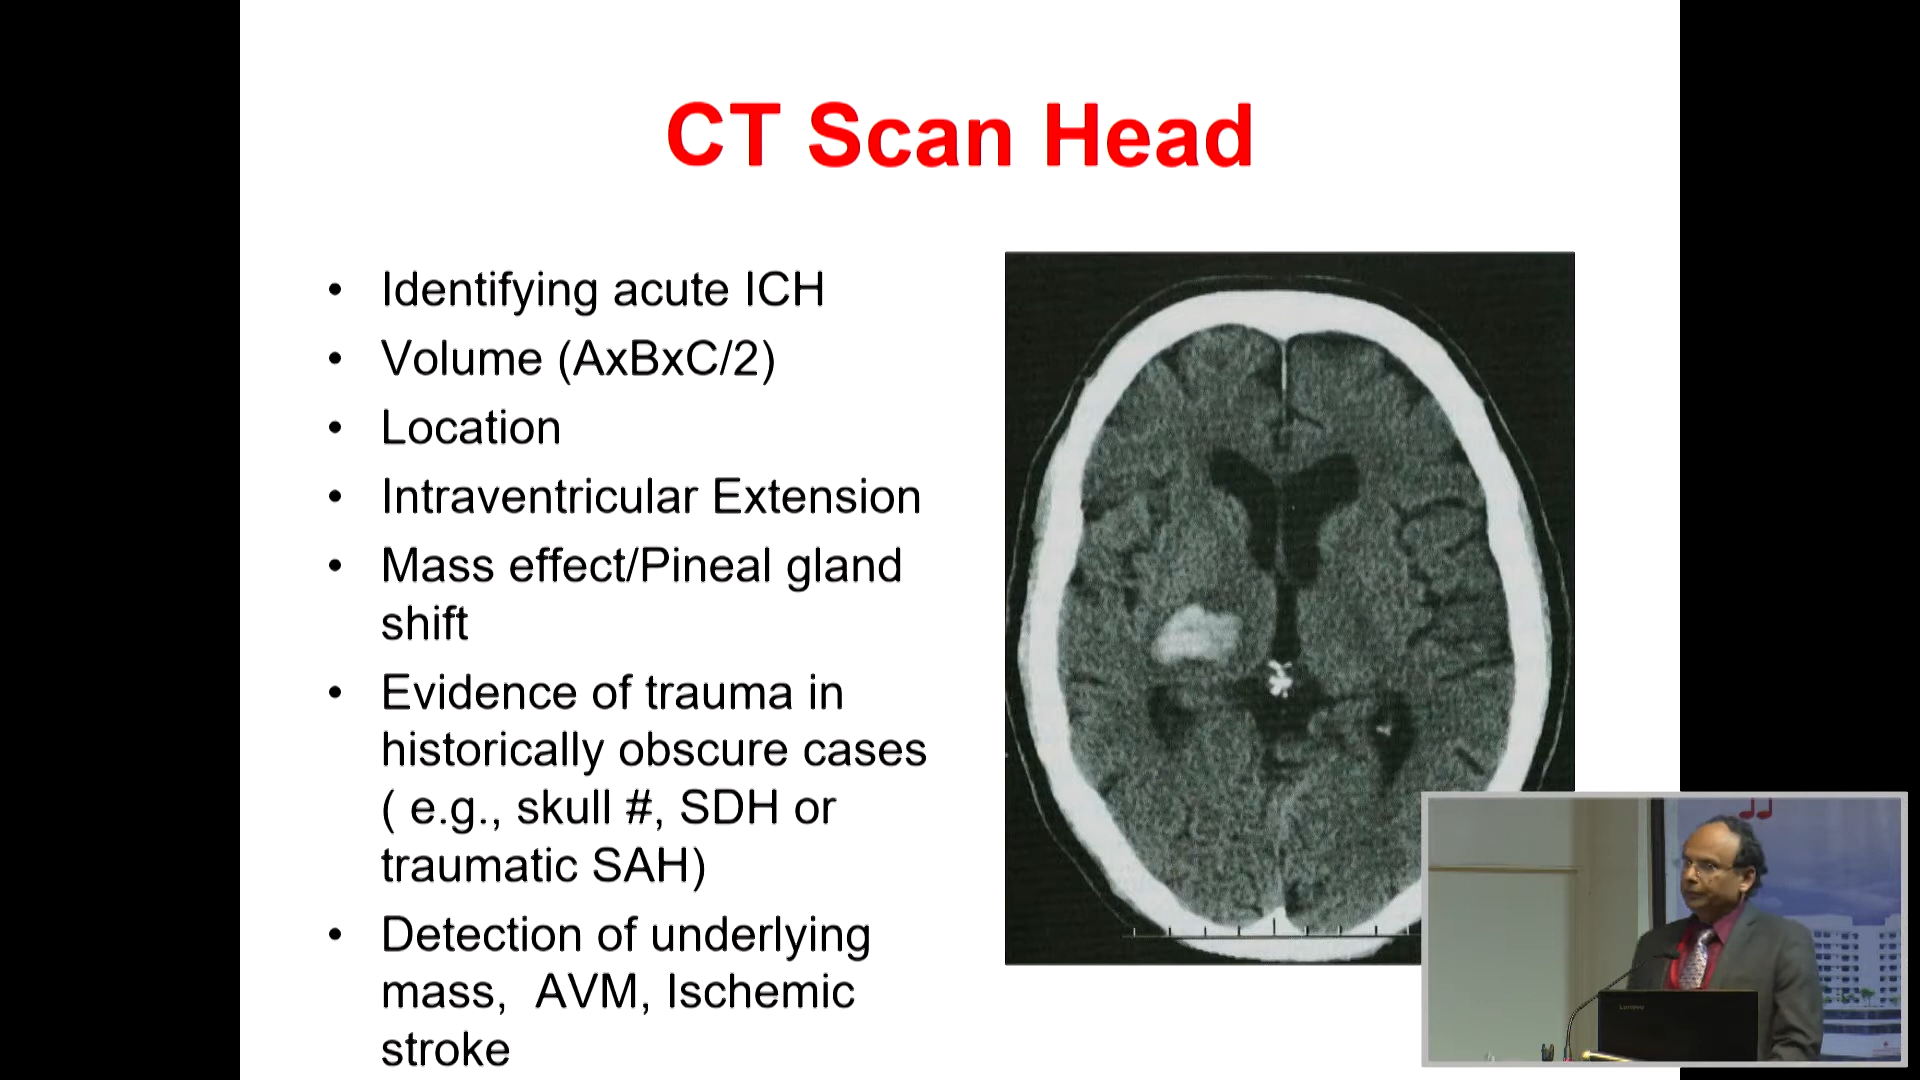 CT Scan Head
• Identifying acute ICH
• Volume (AxBxC/2)
• Location
• Intraventricular Extension
• Mass effect/Pineal gland
shift
• Evidence of trauma in
historically obscure cases
( e.g., skull #, SDH or
traumatic SAH)
• Detection of underlying
mass, AVM, Ischemic
stroke
Lenovo